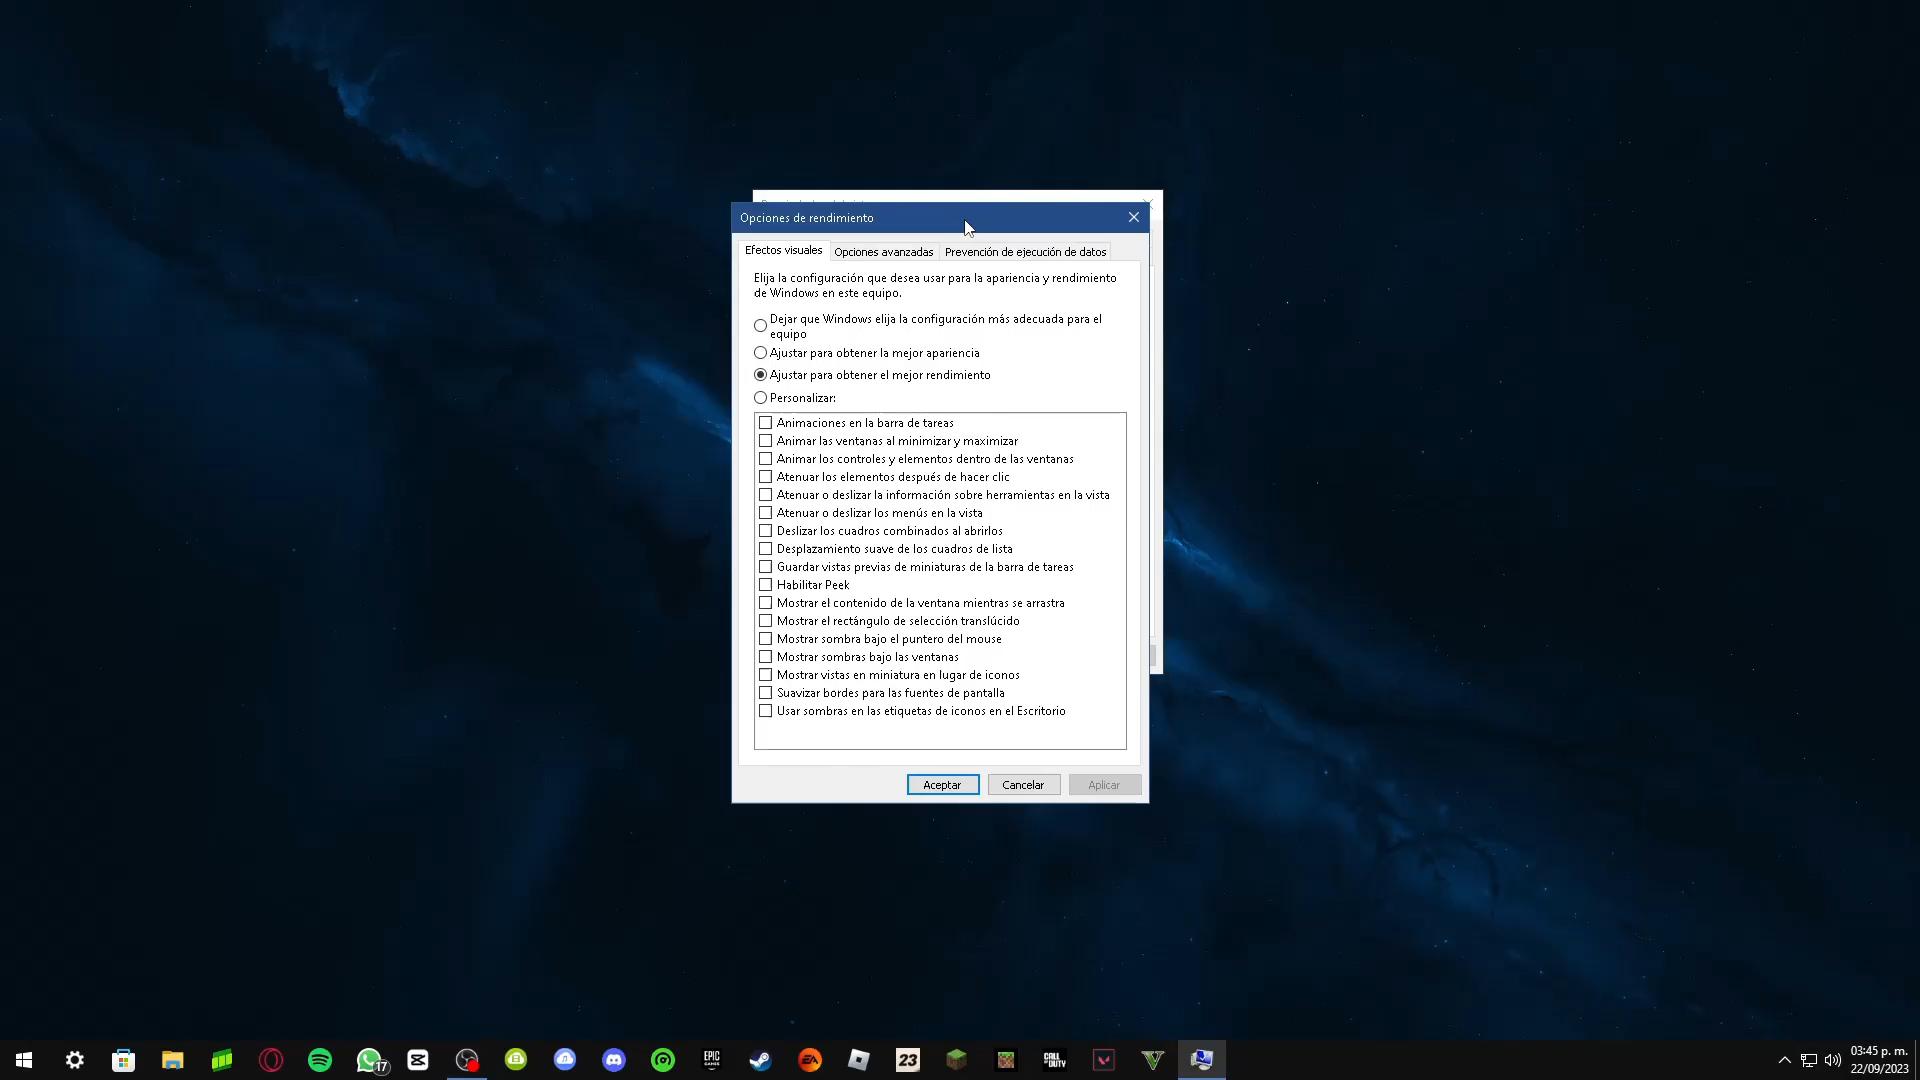 Opciones de rendimiento
Efectos visuales
Opciones avanzadas
Prevención de ejecución de datos
Elija la configuración que desea usar para la apariencia y rendimiento
de Windows en este equipo.
Dejar que Windows elija la configuración más adecuada para el
equipo
Ajustar para obtener la mejor apariencia
Ajustar para obtener el mejor rendimiento
Personalizar:
Animaciones en la barra de tareas
Animar las ventanas al minimizar y maximizar
Animar los controles y elementos dentro de las ventanas
Atenuar los elementos después de hacer clic
Atenuar o deslizar la información sobre herramientas en la vista
Atenuar o deslizar los menús en la vista
Deslizar los cuadros combinados al abrirlos
Desplazamiento suave de los cuadros de lista
Guardar vistas previas de miniaturas de la barra de tareas
Habilitar Peek
Mostrar el contenido de la ventana mientras se arrastra
Mostrar el rectángulo de selección translúcido
Mostrar sombra bajo el puntero del mouse
Mostrar sombras bajo las ventanas
Mostrar vistas en miniatura en lugar de iconos
Suavizar bordes para las fuentes de pantalla
Usar sombras en las etiquetas de iconos en el Escritorio
Aceptar
Cancelar
Aplicar
17
EPIC
GAMES
EA
23
CALL
DUTY
V
03:45 p. m.
22/09/2023